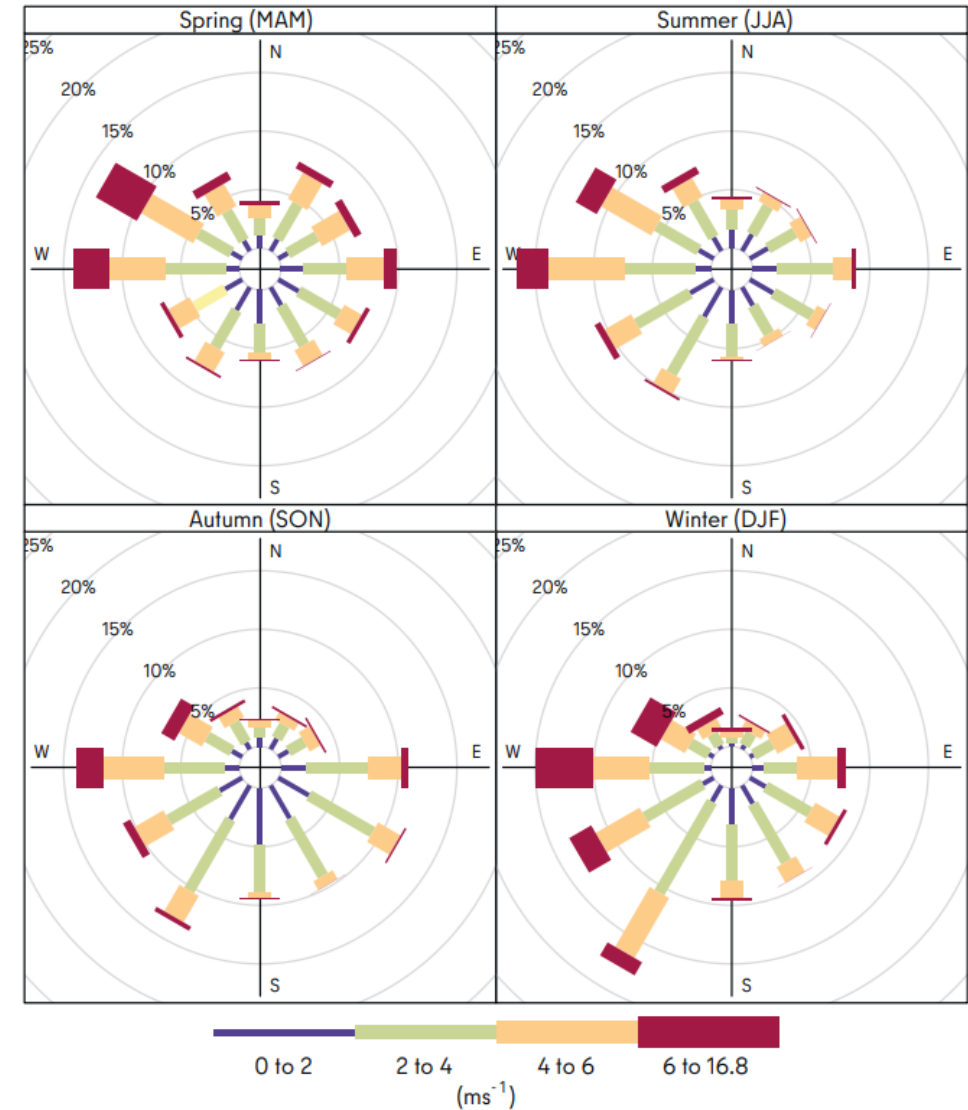 Spring (MAM)
25%
20%
15%
10%
5%
N
W
E
S
Summer (JJA)
25%
20%
15%
10%
5%
N
W
E
S
Autumn (SON)
25%
20%
15%
10%
5%
N
W
E
S
Winter (DJF)
25%
20%
15%
10%
5%
N
W
E
S
0 to 2 2 to 4 4 to 6 6 to 16.8
(ms⁻¹)